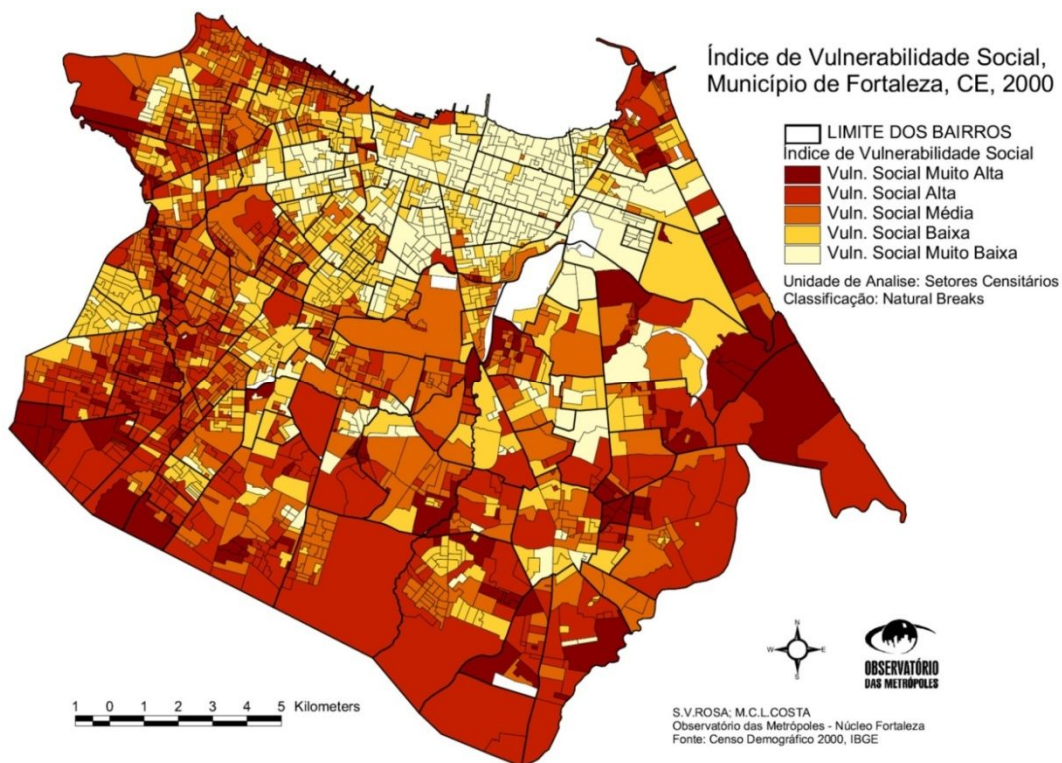 Índice de Vulnerabilidade Social,
Município de Fortaleza, CE, 2000
LIMITE DOS BAIRROS
Índice de Vulnerabilidade Social
Vuln. Social Muito Alta
Vuln. Social Alta
Vuln. Social Média
Vuln. Social Baixa
Vuln. Social Muito Baixa
Unidade de Analise: Setores Censitários
Classificação: Natural Breaks
N
W E
S
OBSERVATÓRIO
DAS METRÓPOLES
1 0 1 2 3 4 5 Kilometers
S.V.ROSA; M.C.L.COSTA
Observatório das Metrópoles - Núcleo Fortaleza
Fonte: Censo Demográfico 2000, IBGE